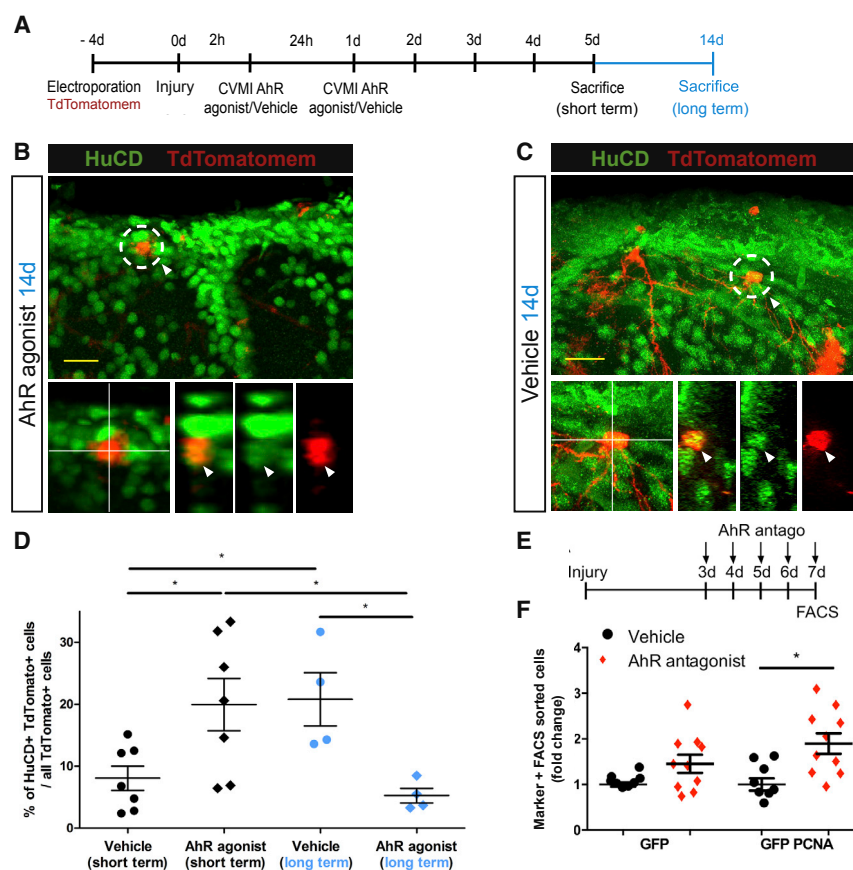 A
- 4d 0d 2h 24h 1d 2d 3d 4d 5d 14d
Electroporation
TdTomatomem
Injury
CVMI AhR
agonist/Vehicle
CVMI AhR
agonist/Vehicle
Sacrifice
(short term)
Sacrifice
(long term)
B
HuCD TdTomatomem
AhR agonist 14d
C
HuCD TdTomatomem
Vehicle 14d
D
% of HuCD+ TdTomato+ cells
/ all TdTomato+ cells
30
20
10
0
* * * *
Vehicle
(short term)
AhR agonist
(short term)
Vehicle
(long term)
AhR agonist
(long term)
E
AhR antago
Injury
3d 4d 5d 6d 7d
FACS
F
Vehicle
AhR antagonist
*
Marker + FACS sorted cells
(fold change)
4
3
2
1
0
GFP
GFP PCNA